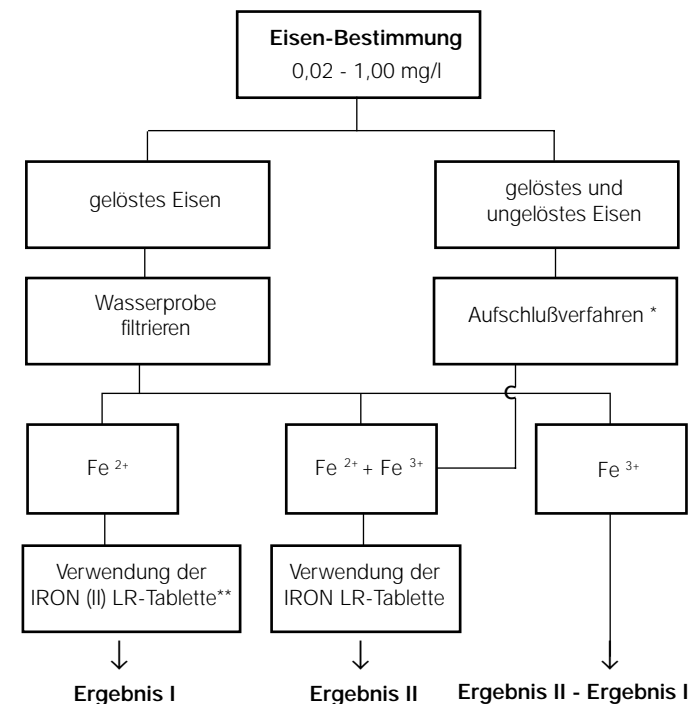 Eisen-Bestimmung
0,02 - 1,00 mg/l
gelöstes Eisen
gelöstes und
ungelöstes Eisen
Wasserprobe
filtrieren
Aufschlußverfahren *
Fe ²⁺
Fe ²⁺ + Fe ³⁺
Fe ³⁺
Verwendung der
IRON (II) LR-Tablette**
Verwendung der
IRON LR-Tablette
Ergebnis I
Ergebnis II
Ergebnis II - Ergebnis I